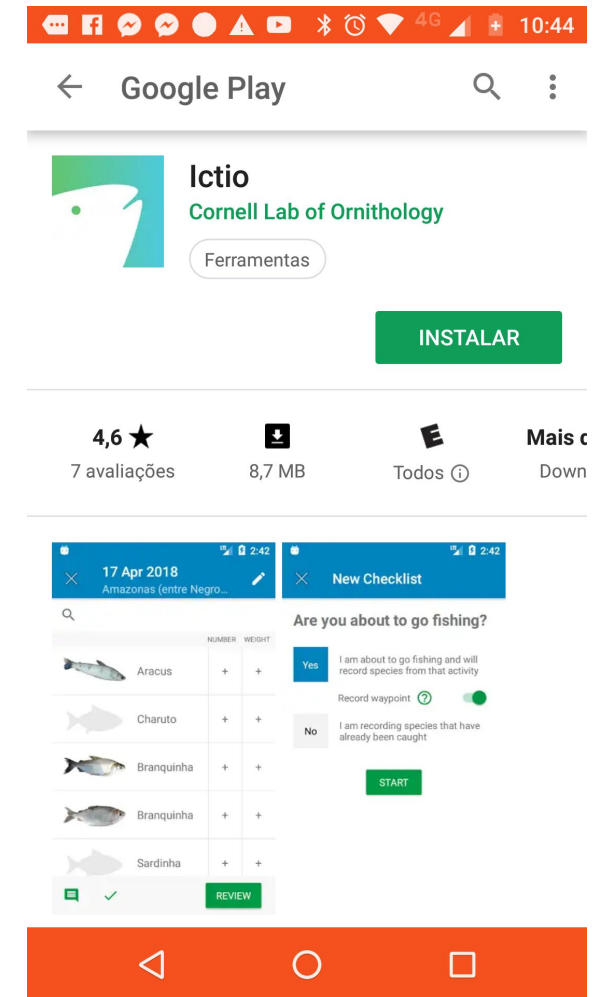 4G 10:44
Google Play
Ictio
Cornell Lab of Ornithology
Ferramentas
INSTALAR
4,6 ★
7 avaliações
8,7 MB
E
Todos
Mais d
Down
2:42
17 Apr 2018
Amazonas (entre Negro...
NUMBER WEIGHT
Aracus + +
Charuto + +
Branquinha + +
Branquinha + +
Sardinha + +
REVIEW
2:42
New Checklist
Are you about to go fishing?
Yes
I am about to go fishing and will
record species from that activity
Record waypoint ?
No
I am recording species that have
already been caught
START